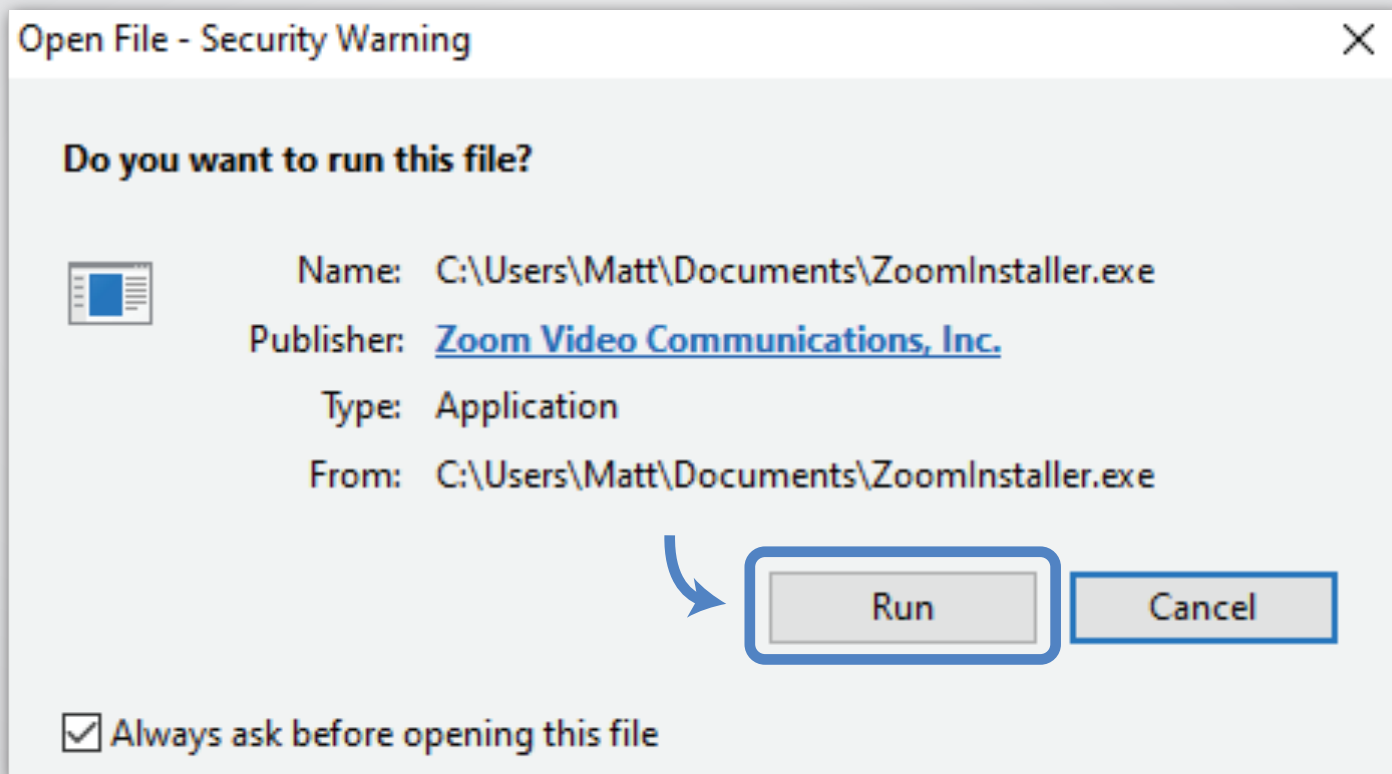 Open File - Security Warning
Do you want to run this file?
Name: C:\Users\Matt\Documents\ZoomInstaller.exe
Publisher: Zoom Video Communications, Inc.
Type: Application
From: C:\Users\Matt\Documents\ZoomInstaller.exe
Run Cancel
Always ask before opening this file